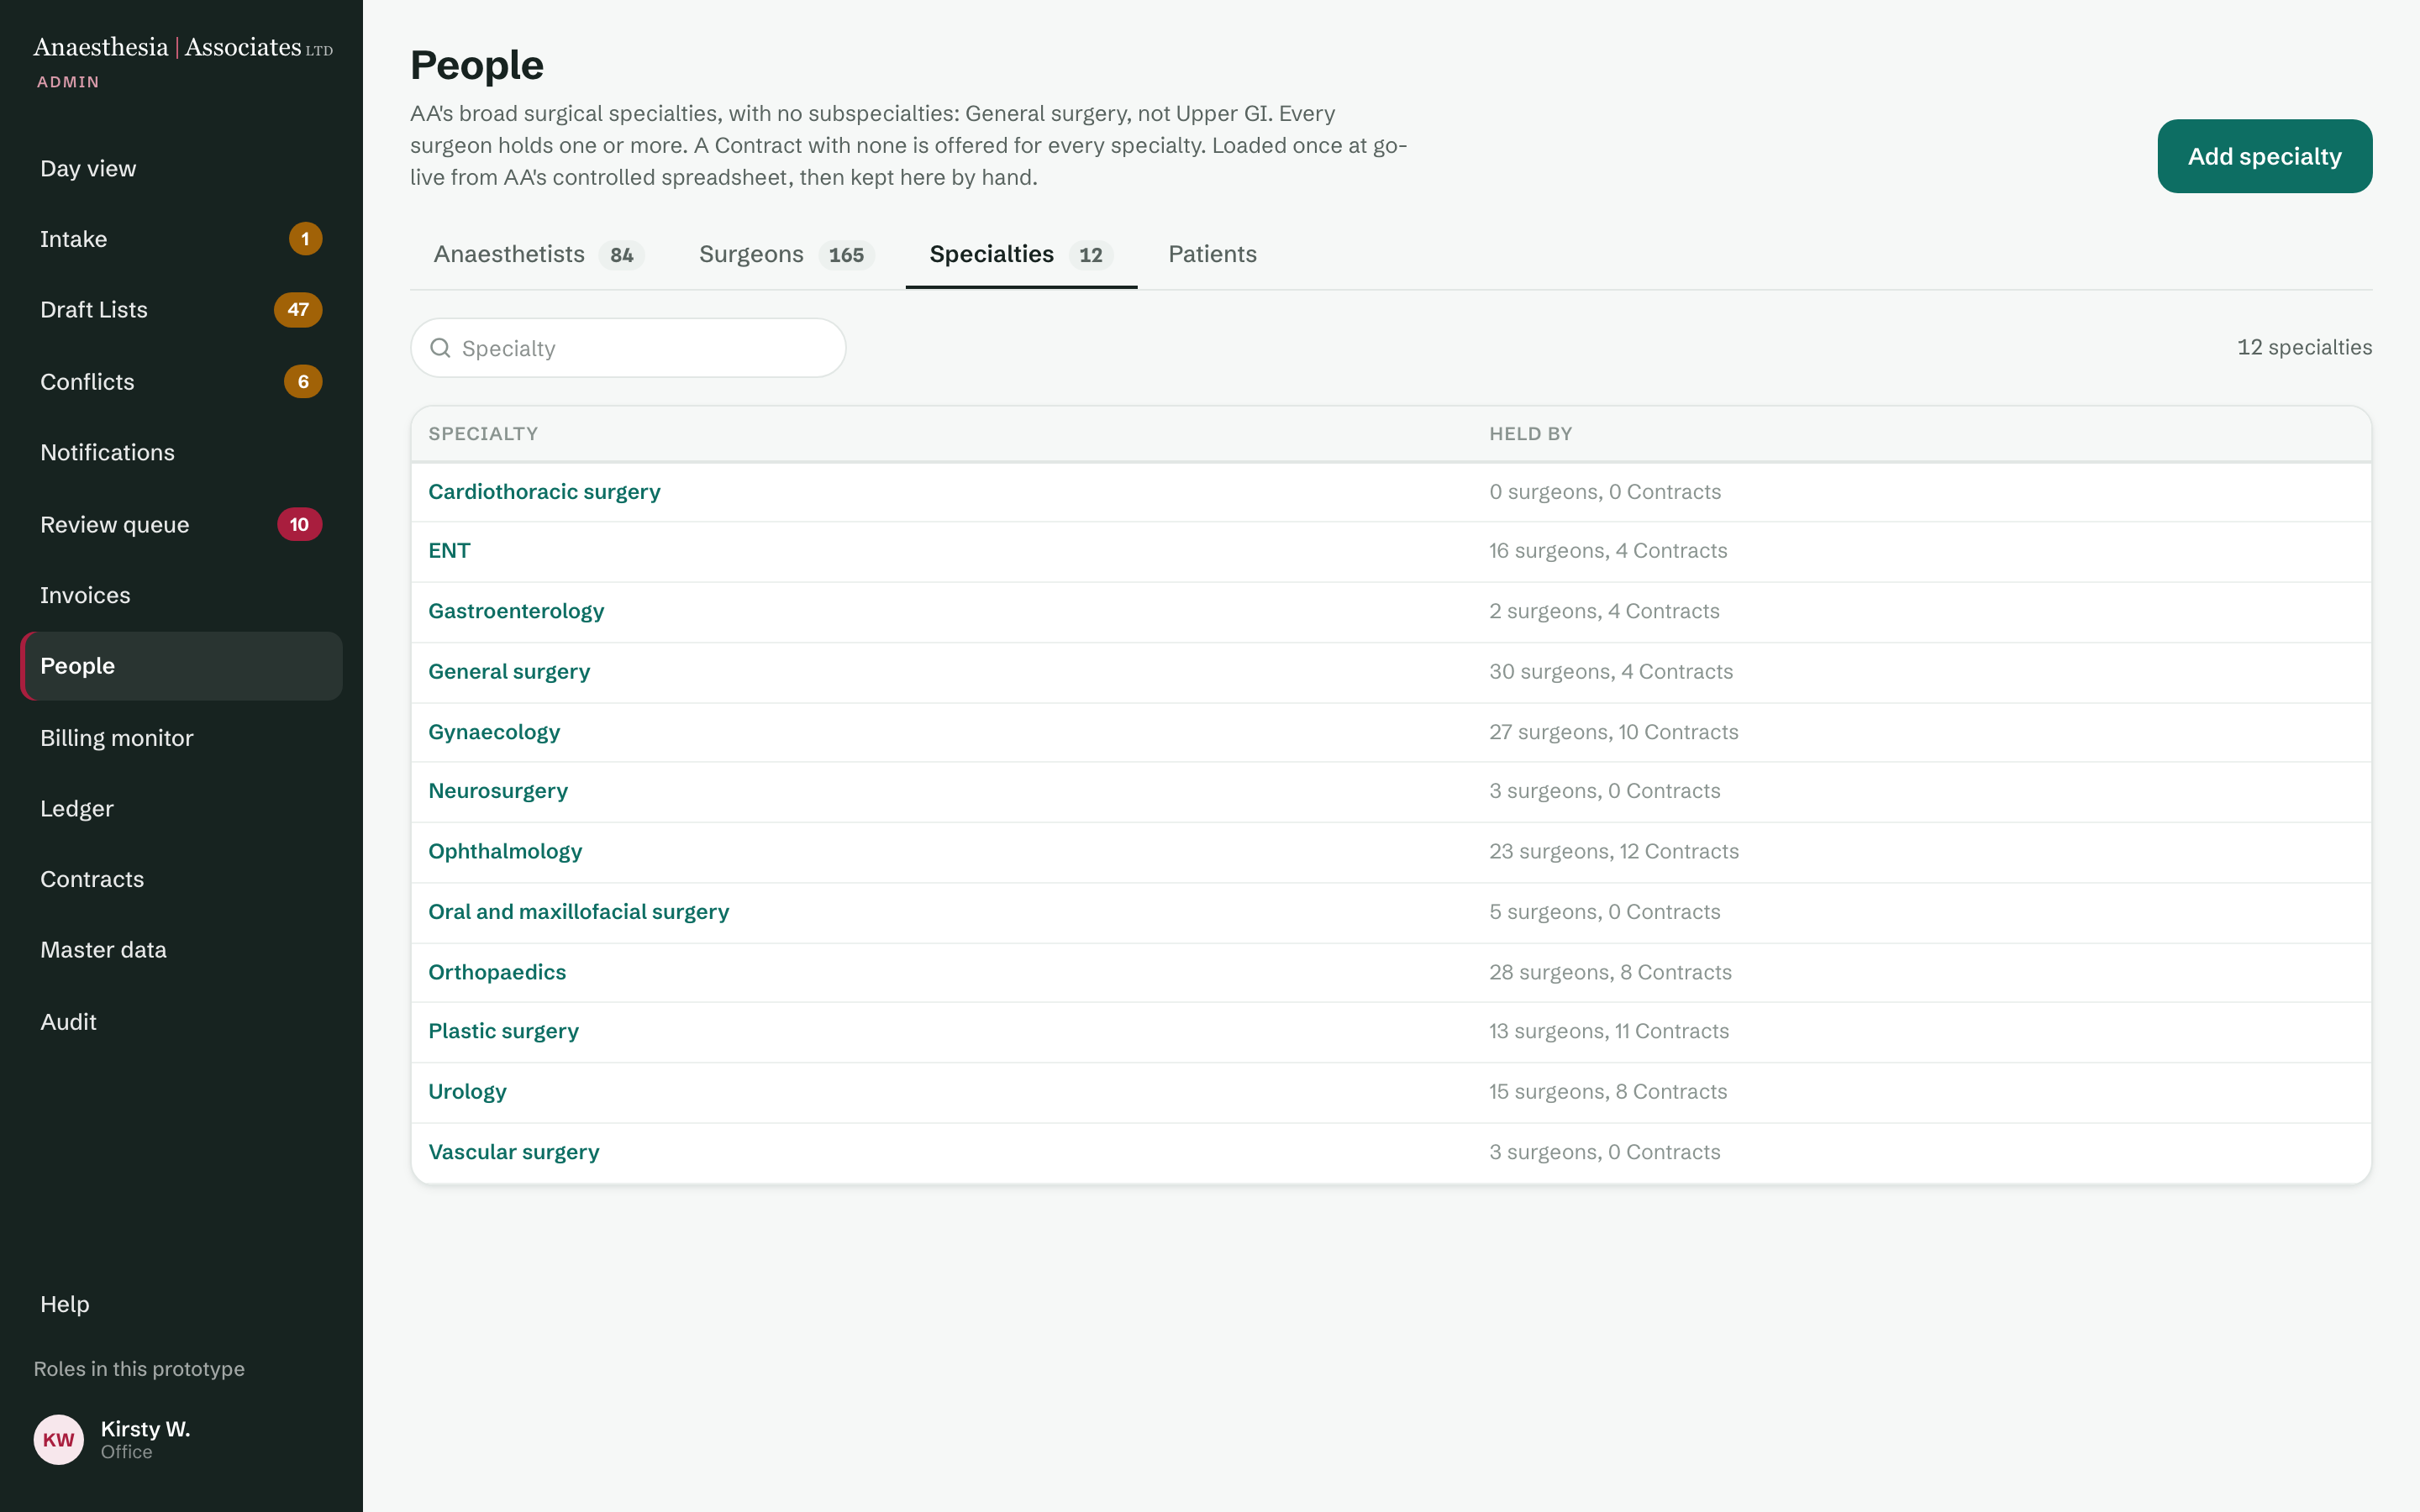 Anaesthesia | Associates LTD
ADMIN
Day view
Intake 1
Draft Lists 47
Conflicts 6
Notifications
Review queue 10
Invoices
People
Billing monitor
Ledger
Contracts
Master data
Audit
Help
Roles in this prototype
KW
Kirsty W.
Office
People
AA's broad surgical specialties, with no subspecialties: General surgery, not Upper GI. Every
surgeon holds one or more. A Contract with none is offered for every specialty. Loaded once at go-
live from AA's controlled spreadsheet, then kept here by hand.
Add specialty
Anaesthetists 84 Surgeons 165 Specialties 12 Patients
Specialty
12 specialties
SPECIALTY HELD BY
Cardiothoracic surgery 0 surgeons, 0 Contracts
ENT 16 surgeons, 4 Contracts
Gastroenterology 2 surgeons, 4 Contracts
General surgery 30 surgeons, 4 Contracts
Gynaecology 27 surgeons, 10 Contracts
Neurosurgery 3 surgeons, 0 Contracts
Ophthalmology 23 surgeons, 12 Contracts
Oral and maxillofacial surgery 5 surgeons, 0 Contracts
Orthopaedics 28 surgeons, 8 Contracts
Plastic surgery 13 surgeons, 11 Contracts
Urology 15 surgeons, 8 Contracts
Vascular surgery 3 surgeons, 0 Contracts